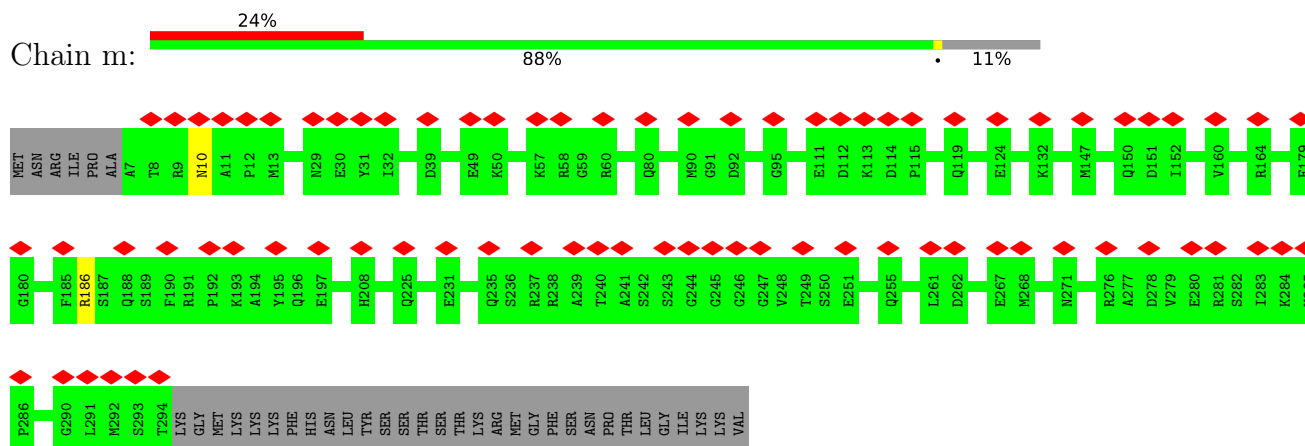 24%
Chain m:
88%
•
11%
MET ASN ARG ILE PRO ALA A7 T8 R9 N10 A11 P12 M13 N29 E30 Y31 I32 D39 E49 K50 K57 R58 G59 R60 Q80 M90 G91 D92 G95 E111 D112 K113 D114 P115 Q119 E124 K132 M147 Q150 D151 I152 V160 R164
G180 F185 R186 S187 Q188 S189 F190 R191 P192 K193 A194 Y195 Q196 E197 H208 Q225 E231 Q235 S236 R237 R238 A239 T240 A241 S242 S243 G244 G245 G246 G247 V248 T249 S250 E251 Q255 L261 D262 E267 M268 N271 R276 A277 D278 V279 E280 R281 S282 I283 K284
P286 G290 L291 M292 S293 T294 LYS GLY MET LYS LYS LYS PHE HIS ASN LEU TYR SER SER THR SER THR LYS ARG MET GLY PHE SER ASN PRO THR LEU GLY ILE LYS LYS VAL